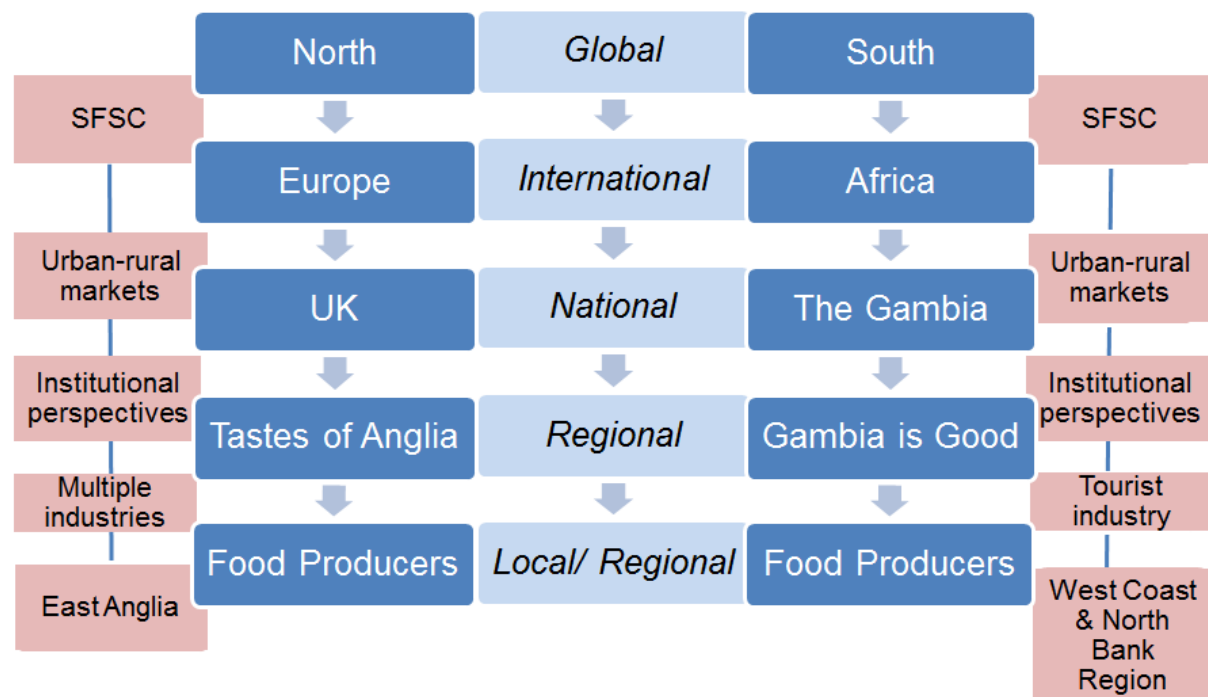 North
Global
South
SFSC
SFSC
Europe
International
Africa
Urban-rural
markets
Urban-rural
markets
UK
National
The Gambia
Institutional
perspectives
Institutional
perspectives
Tastes of Anglia
Regional
Gambia is Good
Multiple
industries
Tourist
industry
Food Producers
Local/ Regional
Food Producers
East Anglia
West Coast
& North
Bank
Region